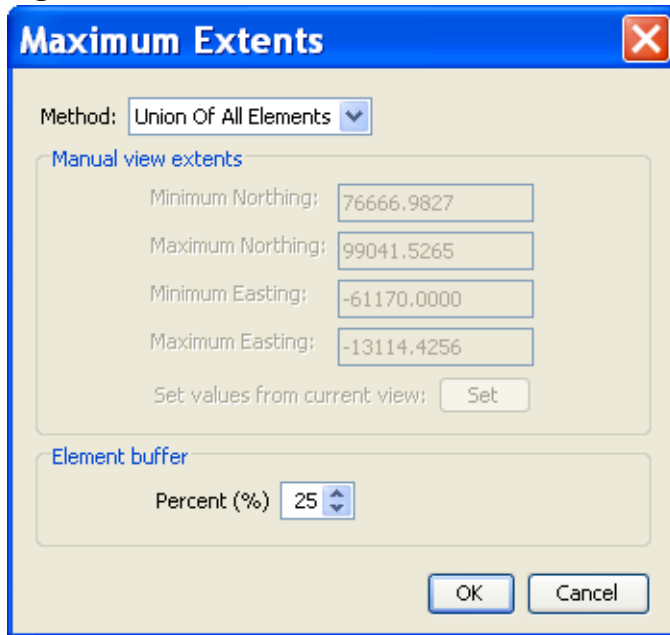 Maximum Extents
Method: Union Of All Elements
Manual view extents
Minimum Northing: 76666.9827
Maximum Northing: 99041.5265
Minimum Easting: -61170.0000
Maximum Easting: -13114.4256
Set values from current view: Set
Element buffer
Percent (%) 25
OK Cancel